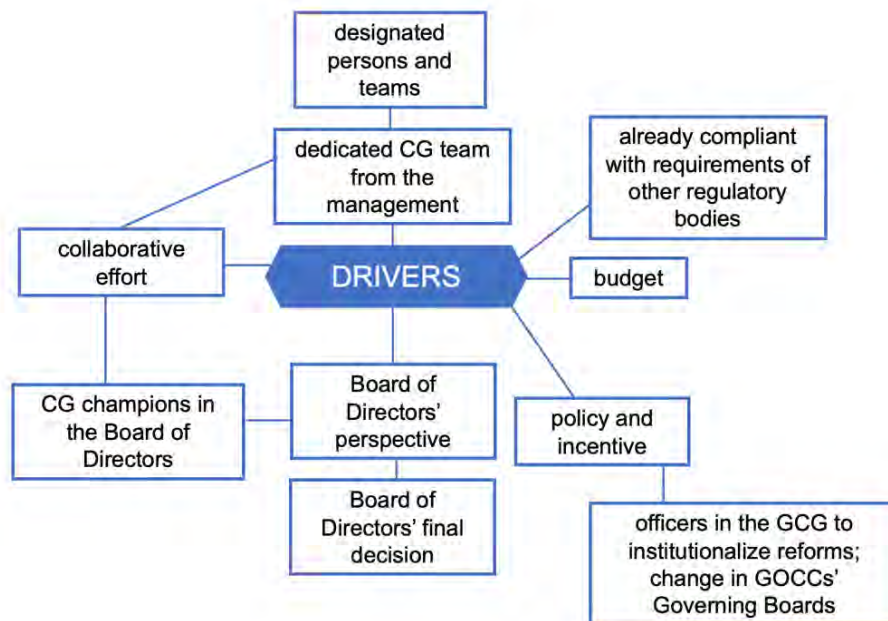 designated
persons and
teams
dedicated CG team
from the
management
already compliant
with requirements of
other regulatory
bodies
collaborative
effort
DRIVERS
budget
CG champions in
the Board of
Directors
Board of
Directors’
perspective
policy and
incentive
Board of
Directors’ final
decision
officers in the GCG to
institutionalize reforms;
change in GOCCs’
Governing Boards